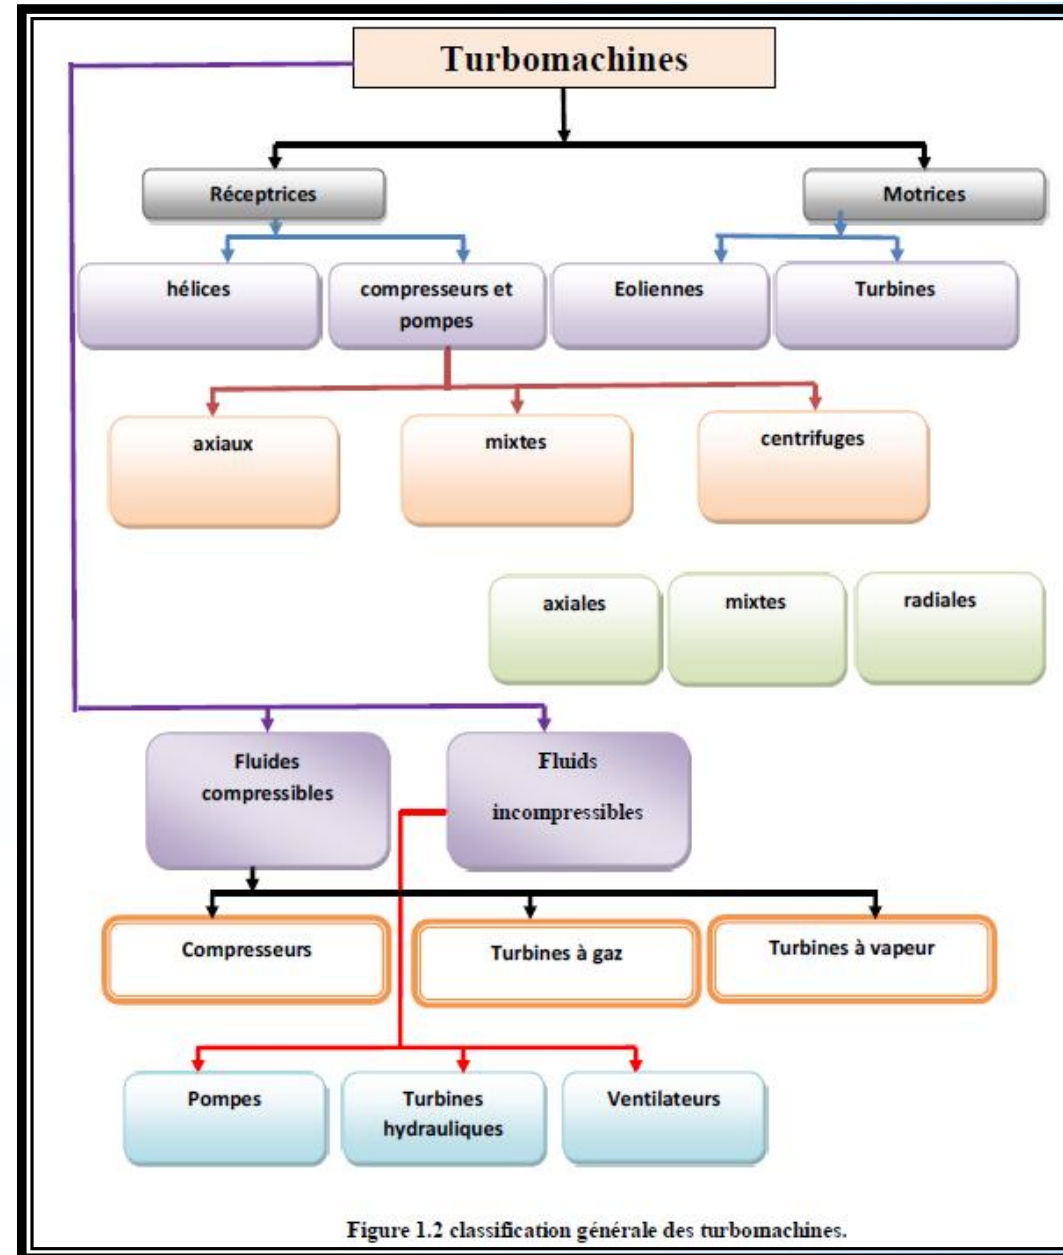 Turbomachines
Réceptrices
Motrices
hélices
compresseurs et
pompes
Eoliennes
Turbines
axiaux
mixtes
centrifuges
axiales
mixtes
radiales
Fluides
compressibles
Fluids
incompressibles
Compresseurs
Turbines à gaz
Turbines à vapeur
Pompes
Turbines
hydrauliques
Ventilateurs
Figure 1.2 classification générale des turbomachines.